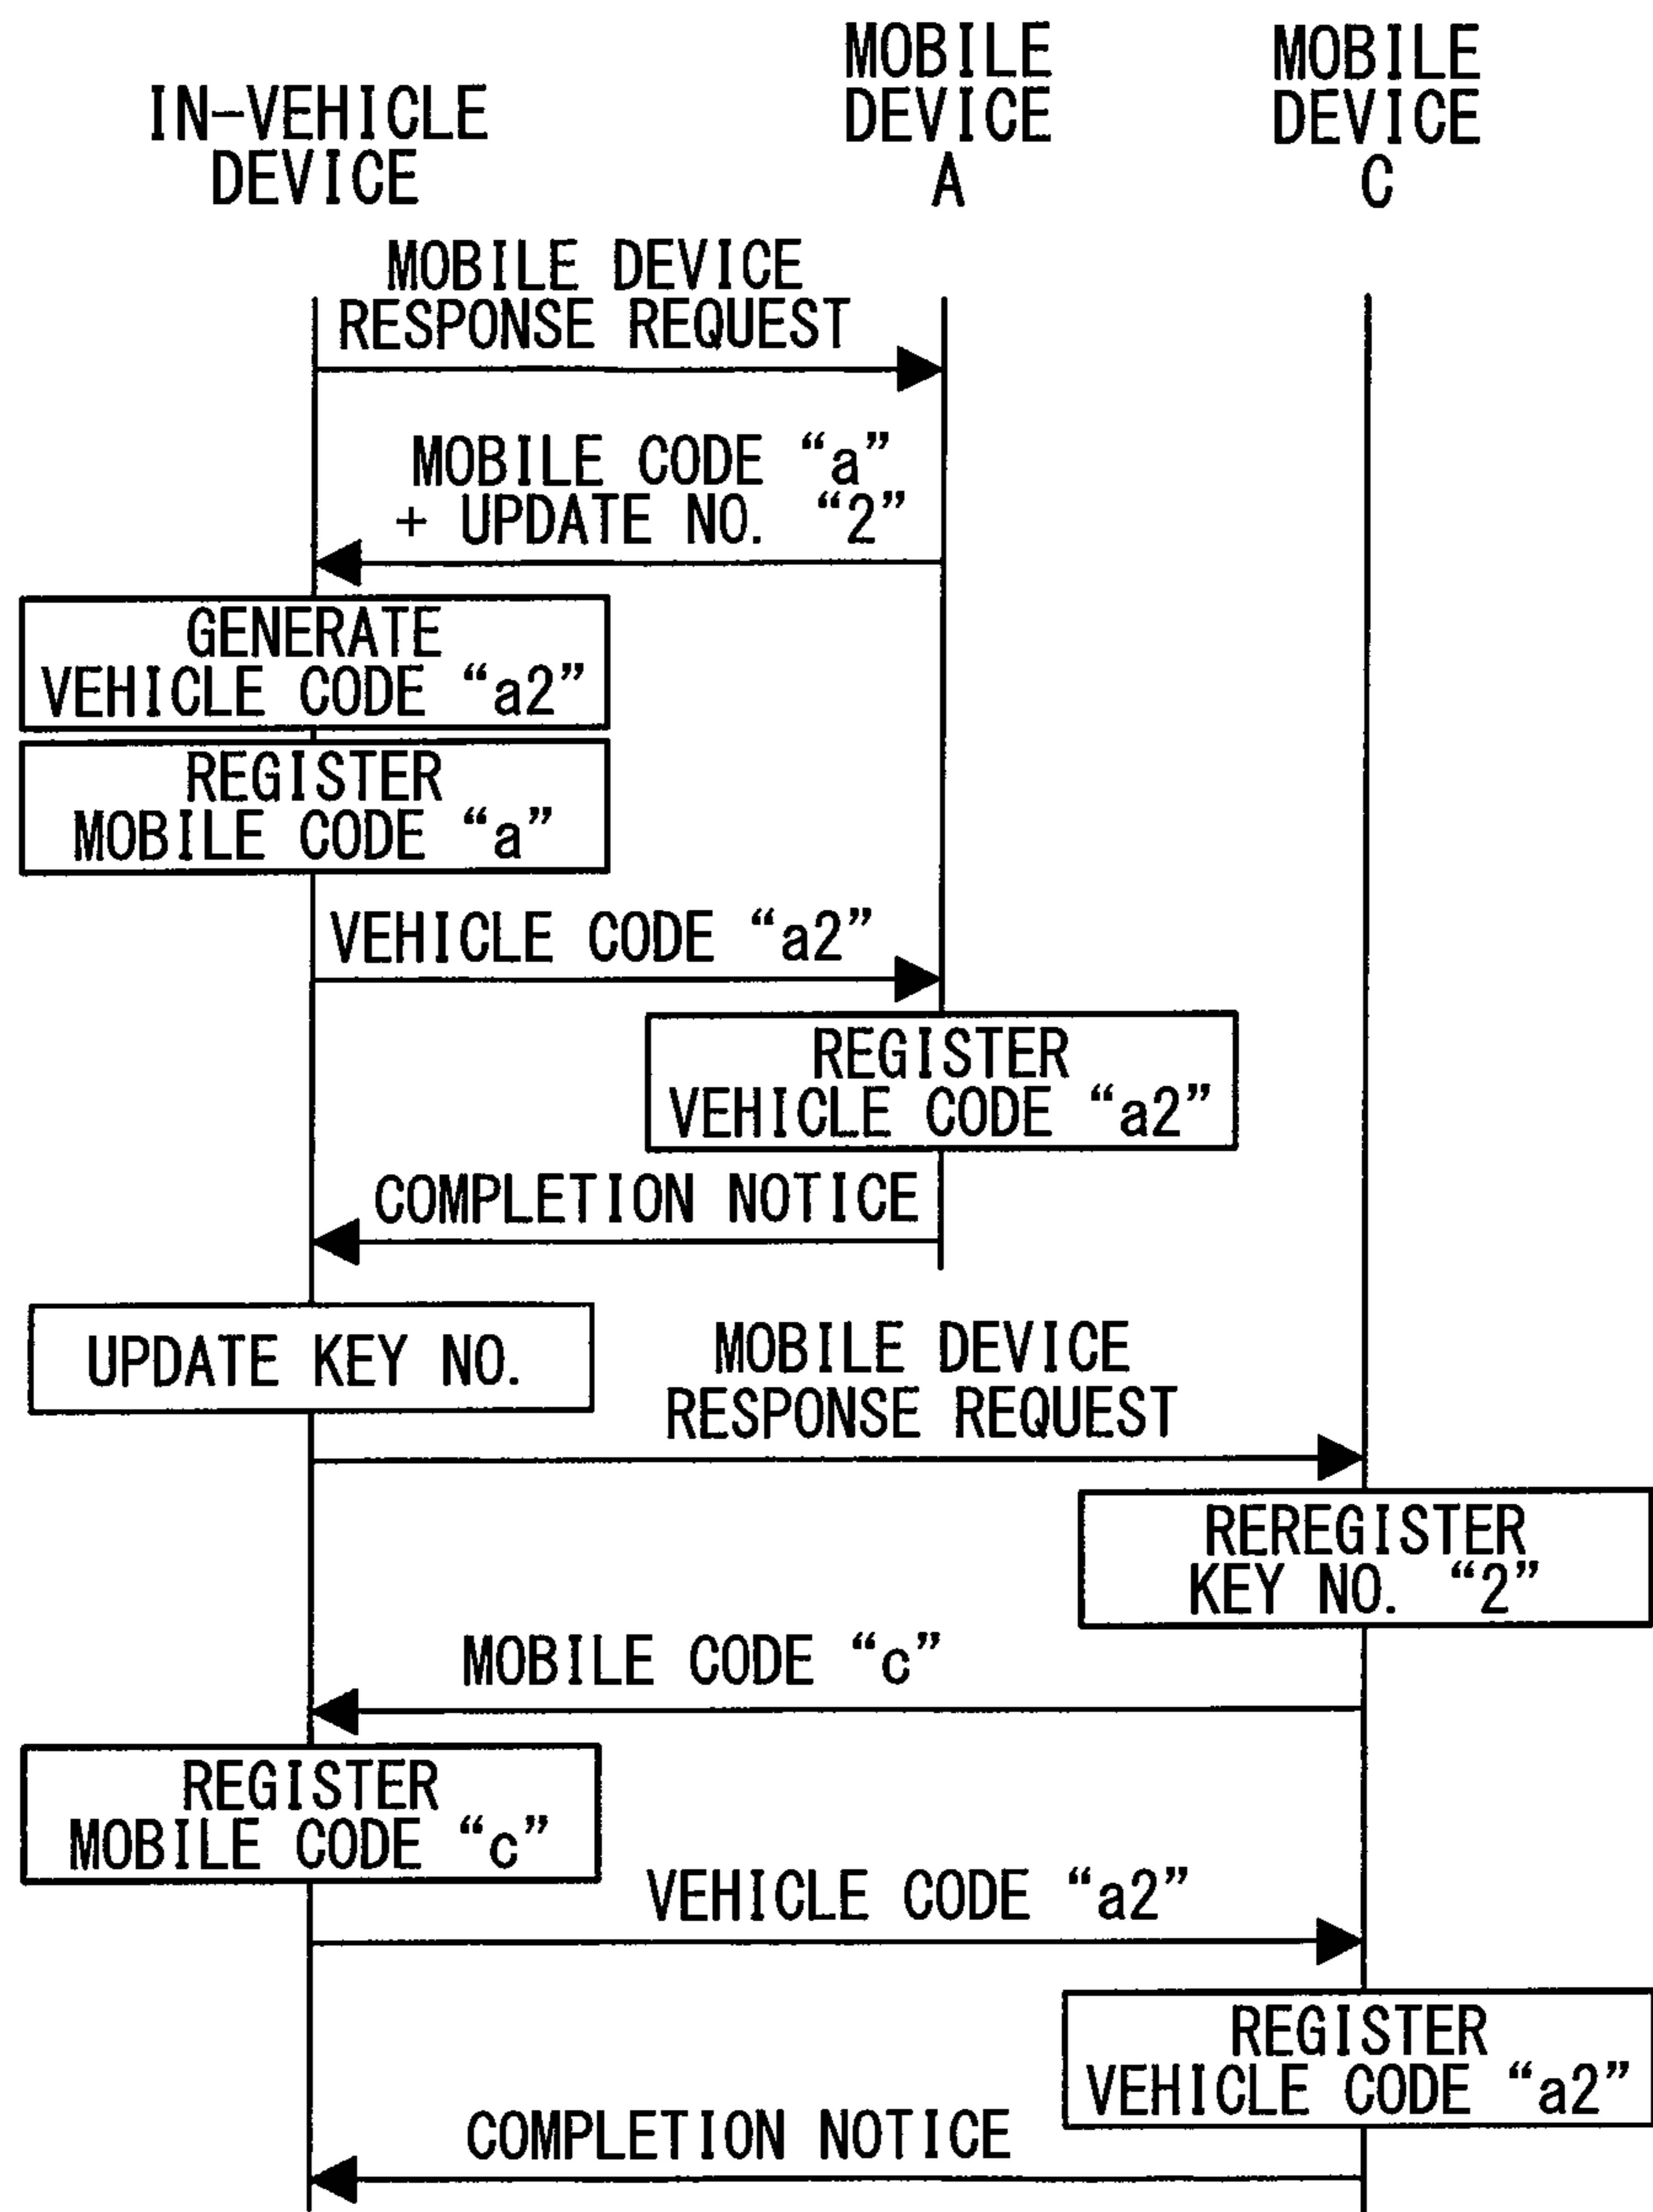 IN-VEHICLE
DEVICE
MOBILE
DEVICE
A
MOBILE
DEVICE
C
MOBILE DEVICE
RESPONSE REQUEST
MOBILE CODE “a”
+ UPDATE NO. “2”
GENERATE
VEHICLE CODE “a2”
REGISTER
MOBILE CODE “a”
VEHICLE CODE “a2”
REGISTER
VEHICLE CODE “a2”
COMPLETION NOTICE
UPDATE KEY NO.
MOBILE DEVICE
RESPONSE REQUEST
REREGISTER
KEY NO. “2”
MOBILE CODE “c”
REGISTER
MOBILE CODE “c”
VEHICLE CODE “a2”
REGISTER
VEHICLE CODE “a2”
COMPLETION NOTICE